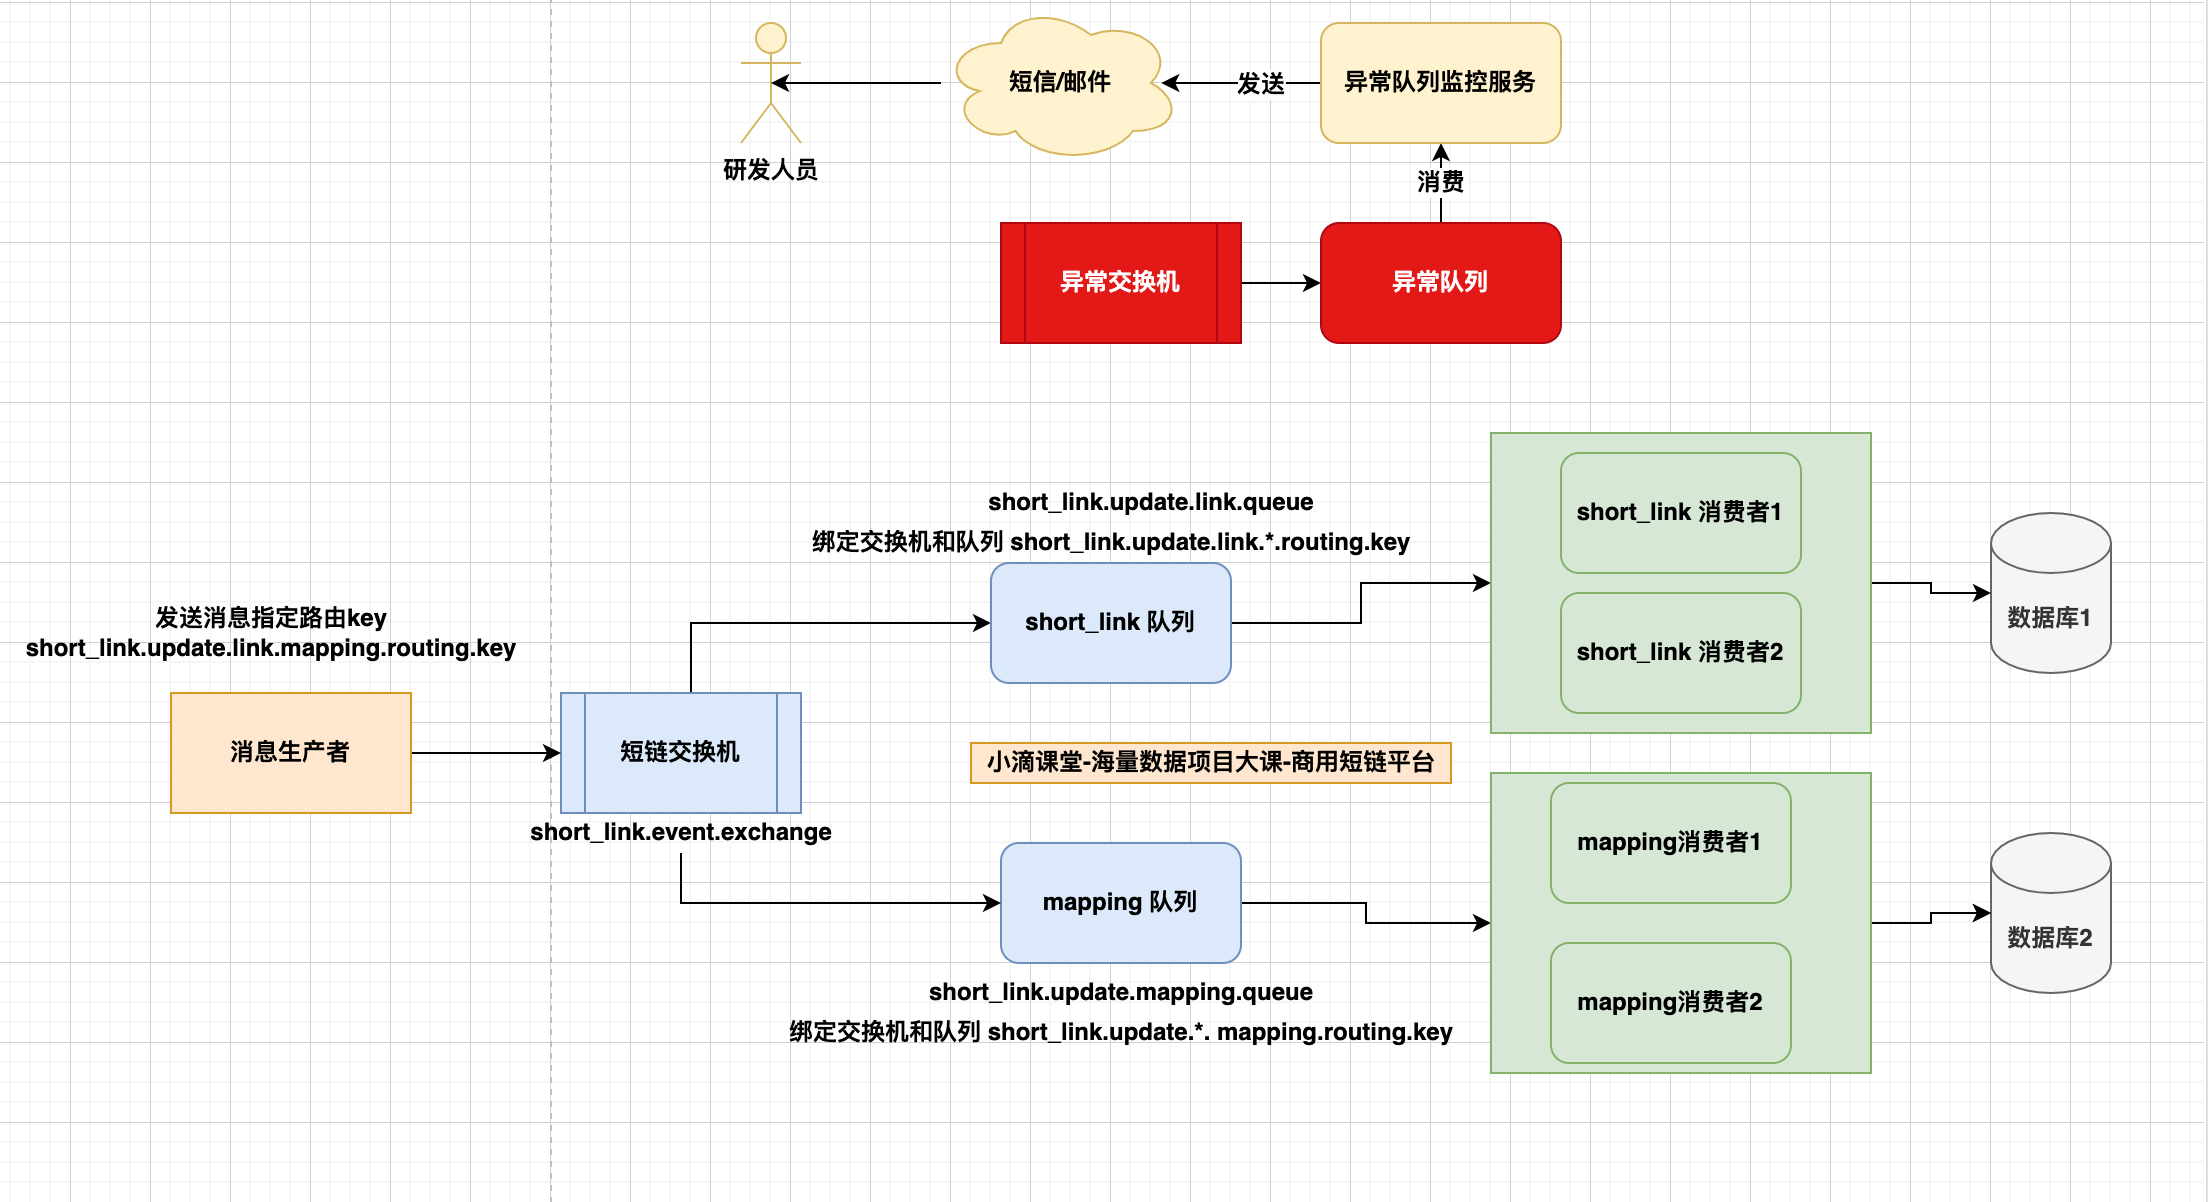 短信/邮件
发送
异常队列监控服务
研发人员
消费
异常交换机
异常队列
short_link.update.link.queue
绑定交换机和队列 short_link.update.link.*.routing.key
short_link 消费者1
发送消息指定路由key
short_link.update.link.mapping.routing.key
short_link 队列
short_link 消费者2
数据库1
消息生产者
短链交换机
小滴课堂-海量数据项目大课-商用短链平台
short_link.event.exchange
mapping消费者1
mapping 队列
数据库2
short_link.update.mapping.queue
绑定交换机和队列 short_link.update.*. mapping.routing.key
mapping消费者2